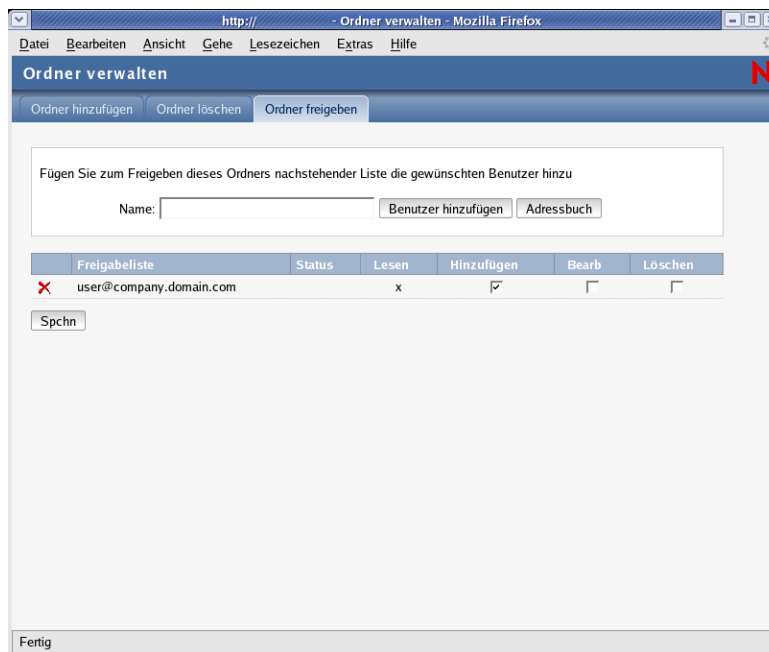 http:// - Ordner verwalten - Mozilla Firefox
Datei Bearbeiten Ansicht Gehe Lesezeichen Extras Hilfe
Ordner verwalten
N
Ordner hinzufügen Ordner löschen Ordner freigeben
Fügen Sie zum Freigeben dieses Ordners nachstehender Liste die gewünschten Benutzer hinzu
Name: Benutzer hinzufügen Adressbuch
Freigabeliste Status Lesen Hinzufügen Bearb Löschen
user@company.domain.com x
Spchn
Fertig